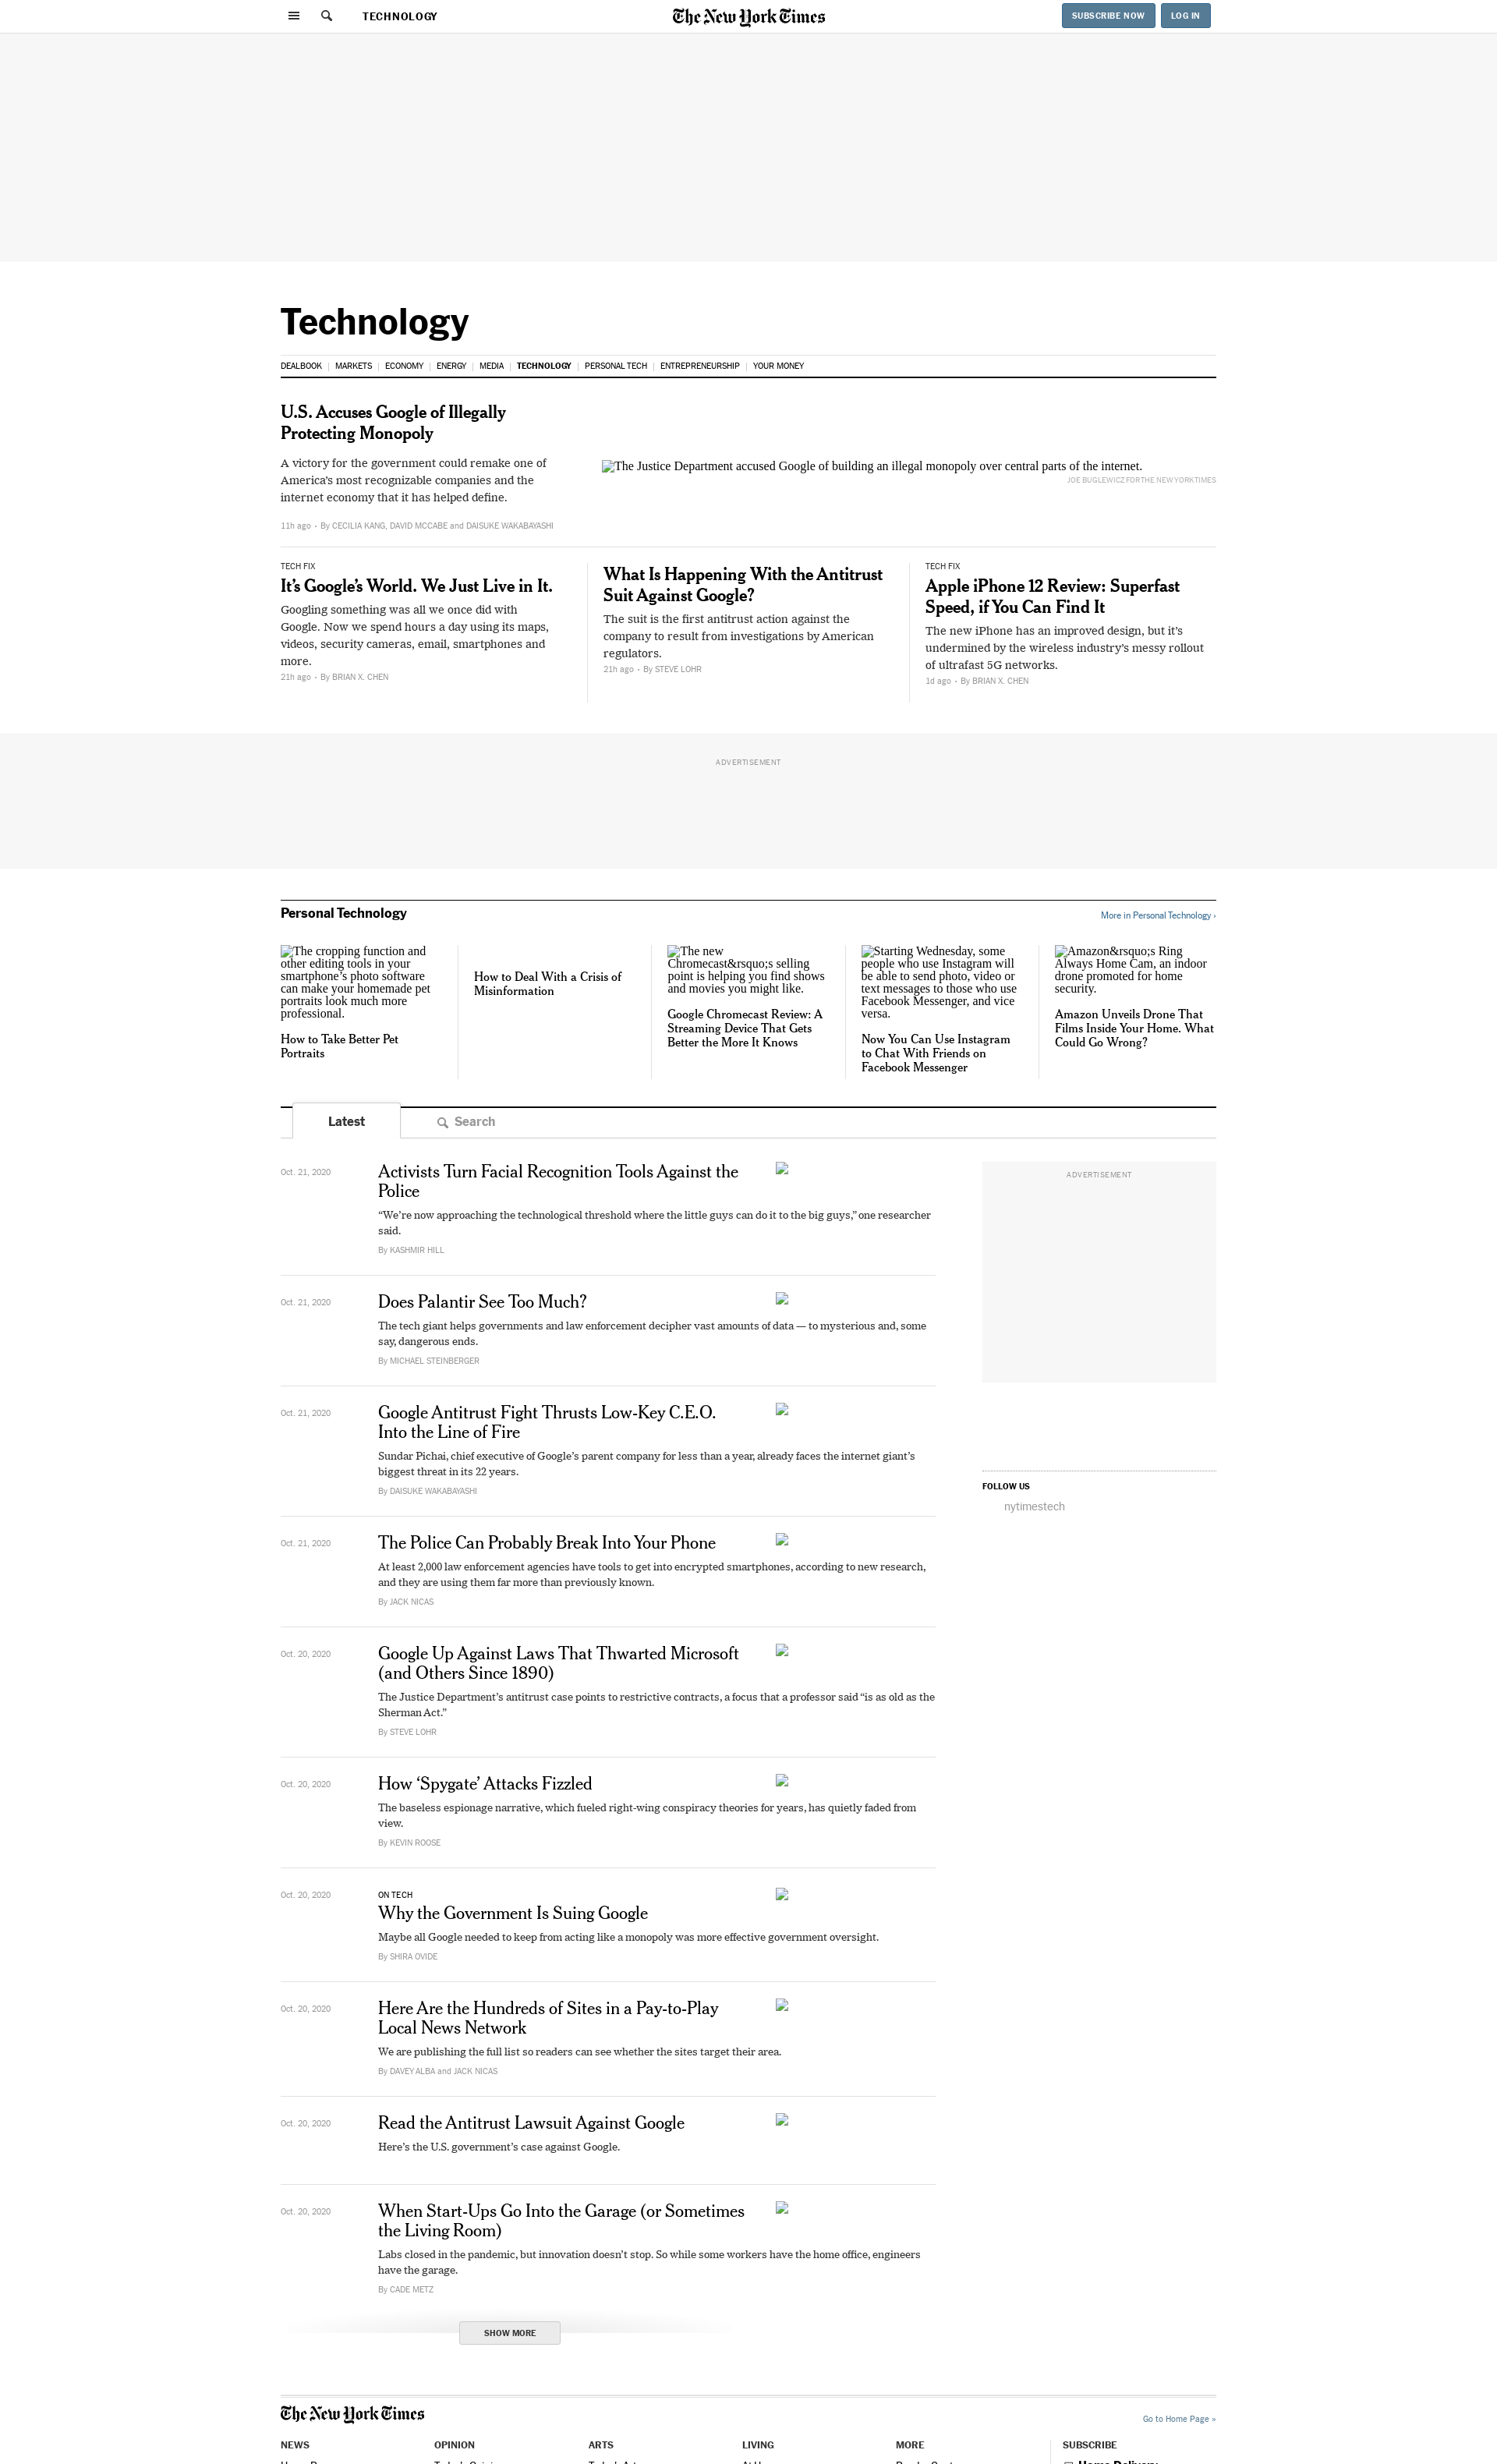 TECHNOLOGY
The New York Times
SUBSCRIBE NOW
LOG IN
Technology
DEALBOOK | MARKETS | ECONOMY | ENERGY | MEDIA | TECHNOLOGY | PERSONAL TECH | ENTREPRENEURSHIP | YOUR MONEY
U.S. Accuses Google of Illegally
Protecting Monopoly
A victory for the government could remake one of
America’s most recognizable companies and the
internet economy that it has helped define.
11h ago • By CECILIA KANG, DAVID MCCABE and DAISUKE WAKABAYASHI
The Justice Department accused Google of building an illegal monopoly over central parts of the internet.
JOE BUGLEWICZ FOR THE NEW YORK TIMES
TECH FIX
It’s Google’s World. We Just Live in It.
Googling something was all we once did with
Google. Now we spend hours a day using its maps,
videos, security cameras, email, smartphones and
more.
21h ago • By BRIAN X. CHEN
What Is Happening With the Antitrust
Suit Against Google?
The suit is the first antitrust action against the
company to result from investigations by American
regulators.
21h ago • By STEVE LOHR
TECH FIX
Apple iPhone 12 Review: Superfast
Speed, if You Can Find It
The new iPhone has an improved design, but it’s
undermined by the wireless industry’s messy rollout
of ultrafast 5G networks.
1d ago • By BRIAN X. CHEN
ADVERTISEMENT
Personal Technology
More in Personal Technology ›
The cropping function and
other editing tools in your
smartphone’s photo software
can make your homemade pet
portraits look much more
professional.
How to Take Better Pet
Portraits
How to Deal With a Crisis of
Misinformation
The new
Chromecast&rsquo;s selling
point is helping you find shows
and movies you might like.
Google Chromecast Review: A
Streaming Device That Gets
Better the More It Knows
Starting Wednesday, some
people who use Instagram will
be able to send photo, video or
text messages to those who use
Facebook Messenger, and vice
versa.
Now You Can Use Instagram
to Chat With Friends on
Facebook Messenger
Amazon&rsquo;s Ring
Always Home Cam, an indoor
drone promoted for home
security.
Amazon Unveils Drone That
Films Inside Your Home. What
Could Go Wrong?
Latest
Search
Oct. 21, 2020
Activists Turn Facial Recognition Tools Against the
Police
“We’re now approaching the technological threshold where the little guys can do it to the big guys,” one researcher
said.
By KASHMIR HILL
ADVERTISEMENT
Oct. 21, 2020
Does Palantir See Too Much?
The tech giant helps governments and law enforcement decipher vast amounts of data — to mysterious and, some
say, dangerous ends.
By MICHAEL STEINBERGER
Oct. 21, 2020
Google Antitrust Fight Thrusts Low-Key C.E.O.
Into the Line of Fire
Sundar Pichai, chief executive of Google’s parent company for less than a year, already faces the internet giant’s
biggest threat in its 22 years.
By DAISUKE WAKABAYASHI
FOLLOW US
nytimestech
Oct. 21, 2020
The Police Can Probably Break Into Your Phone
At least 2,000 law enforcement agencies have tools to get into encrypted smartphones, according to new research,
and they are using them far more than previously known.
By JACK NICAS
Oct. 20, 2020
Google Up Against Laws That Thwarted Microsoft
(and Others Since 1890)
The Justice Department’s antitrust case points to restrictive contracts, a focus that a professor said “is as old as the
Sherman Act.”
By STEVE LOHR
Oct. 20, 2020
How ‘Spygate’ Attacks Fizzled
The baseless espionage narrative, which fueled right-wing conspiracy theories for years, has quietly faded from
view.
By KEVIN ROOSE
Oct. 20, 2020
ON TECH
Why the Government Is Suing Google
Maybe all Google needed to keep from acting like a monopoly was more effective government oversight.
By SHIRA OVIDE
Oct. 20, 2020
Here Are the Hundreds of Sites in a Pay-to-Play
Local News Network
We are publishing the full list so readers can see whether the sites target their area.
By DAVEY ALBA and JACK NICAS
Oct. 20, 2020
Read the Antitrust Lawsuit Against Google
Here’s the U.S. government’s case against Google.
Oct. 20, 2020
When Start-Ups Go Into the Garage (or Sometimes
the Living Room)
Labs closed in the pandemic, but innovation doesn’t stop. So while some workers have the home office, engineers
have the garage.
By CADE METZ
SHOW MORE
The New York Times
Go to Home Page »
NEWS
OPINION
ARTS
LIVING
MORE
SUBSCRIBE